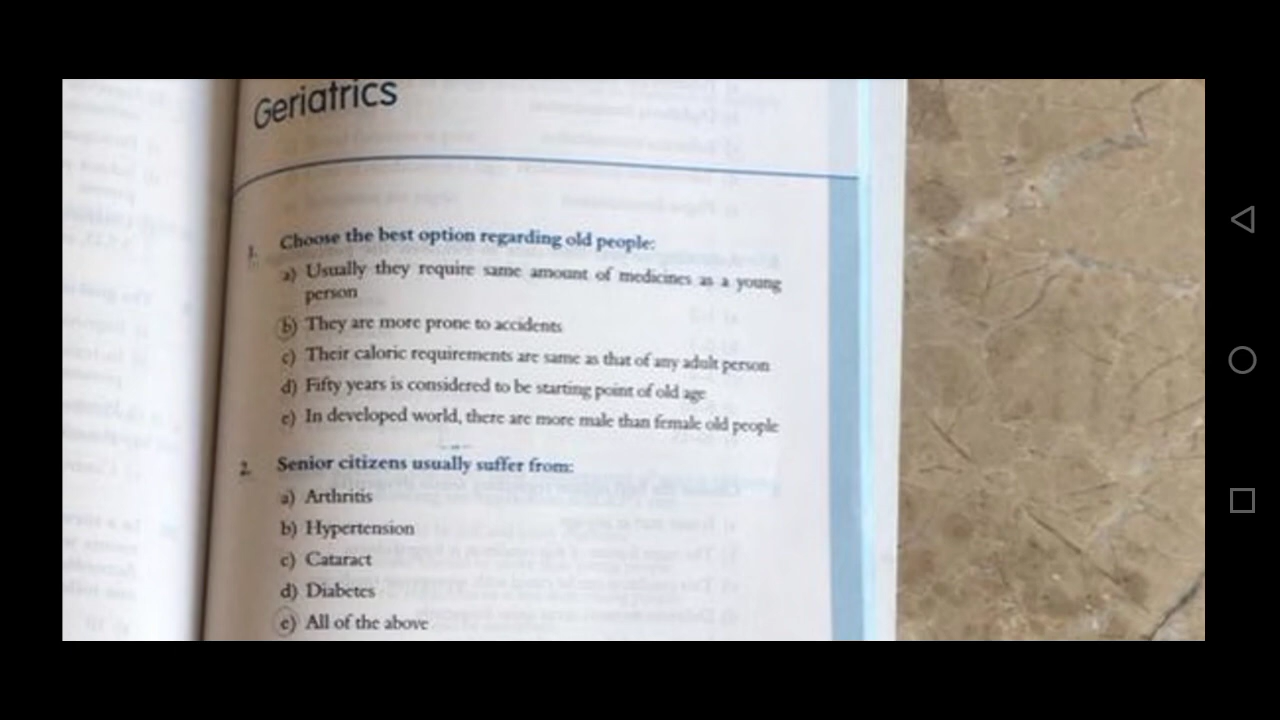 Geriatrics
1. Choose the best option regarding old people:
a) Usually they require same amount of medicines as a young
person
b) They are more prone to accidents
c) Their caloric requirements are same as that of any adult person
d) Fifty years is considered to be starting point of old age
e) In developed world, there are more male than female old people
2. Senior citizens usually suffer from:
a) Arthritis
b) Hypertension
c) Cataract
d) Diabetes
e) All of the above